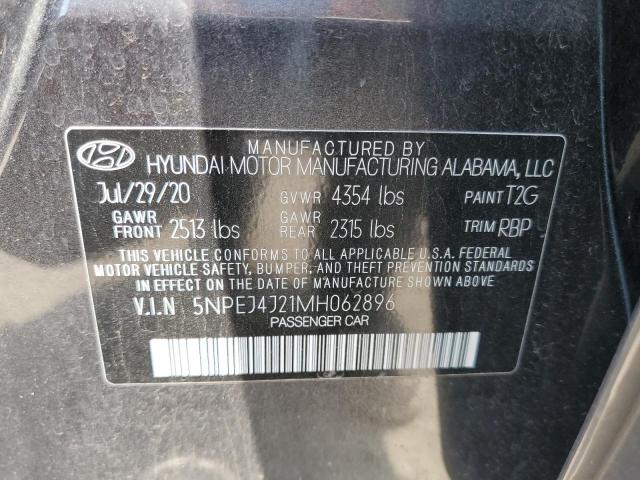 MANUFACTURED BY
HYUNDAI MOTOR MANUFACTURING ALABAMA, LLC
Jul/29/20 GVWR 4354 lbs PAINT T2G
GAWR FRONT 2513 lbs GAWR REAR 2315 lbs TRIM RBP
THIS VEHICLE CONFORMS TO ALL APPLICABLE U.S.A. FEDERAL
MOTOR VEHICLE SAFETY, BUMPER, AND THEFT PREVENTION STANDARDS
IN EFFECT ON THE DATE OF MANUFACTURE SHOWN ABOVE.
V.I.N 5NPEJ4J21MH062896
PASSENGER CAR